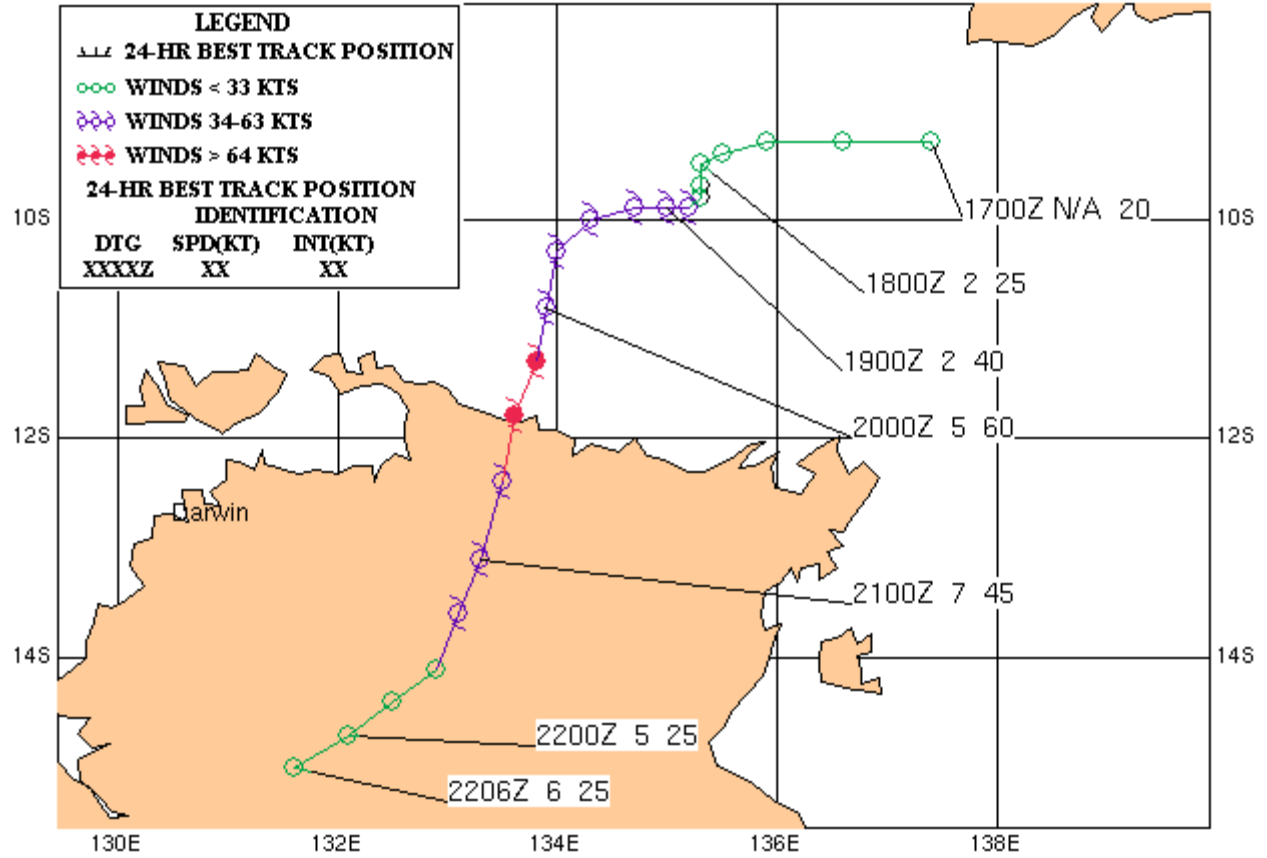 LEGEND
24-HR BEST TRACK POSITION
WINDS < 33 KTS
WINDS 34-63 KTS
WINDS > 64 KTS
24-HR BEST TRACK POSITION
IDENTIFICATION
DTG SPD(KT) INT(KT)
XXXXZ XX XX
1700Z N/A 20
10S 10S
1800Z 2 25
1900Z 2 40
2000Z 5 60
12S 12S
Darwin
2100Z 7 45
14S 14S
2200Z 5 25
2206Z 6 25
130E 132E 134E 136E 138E